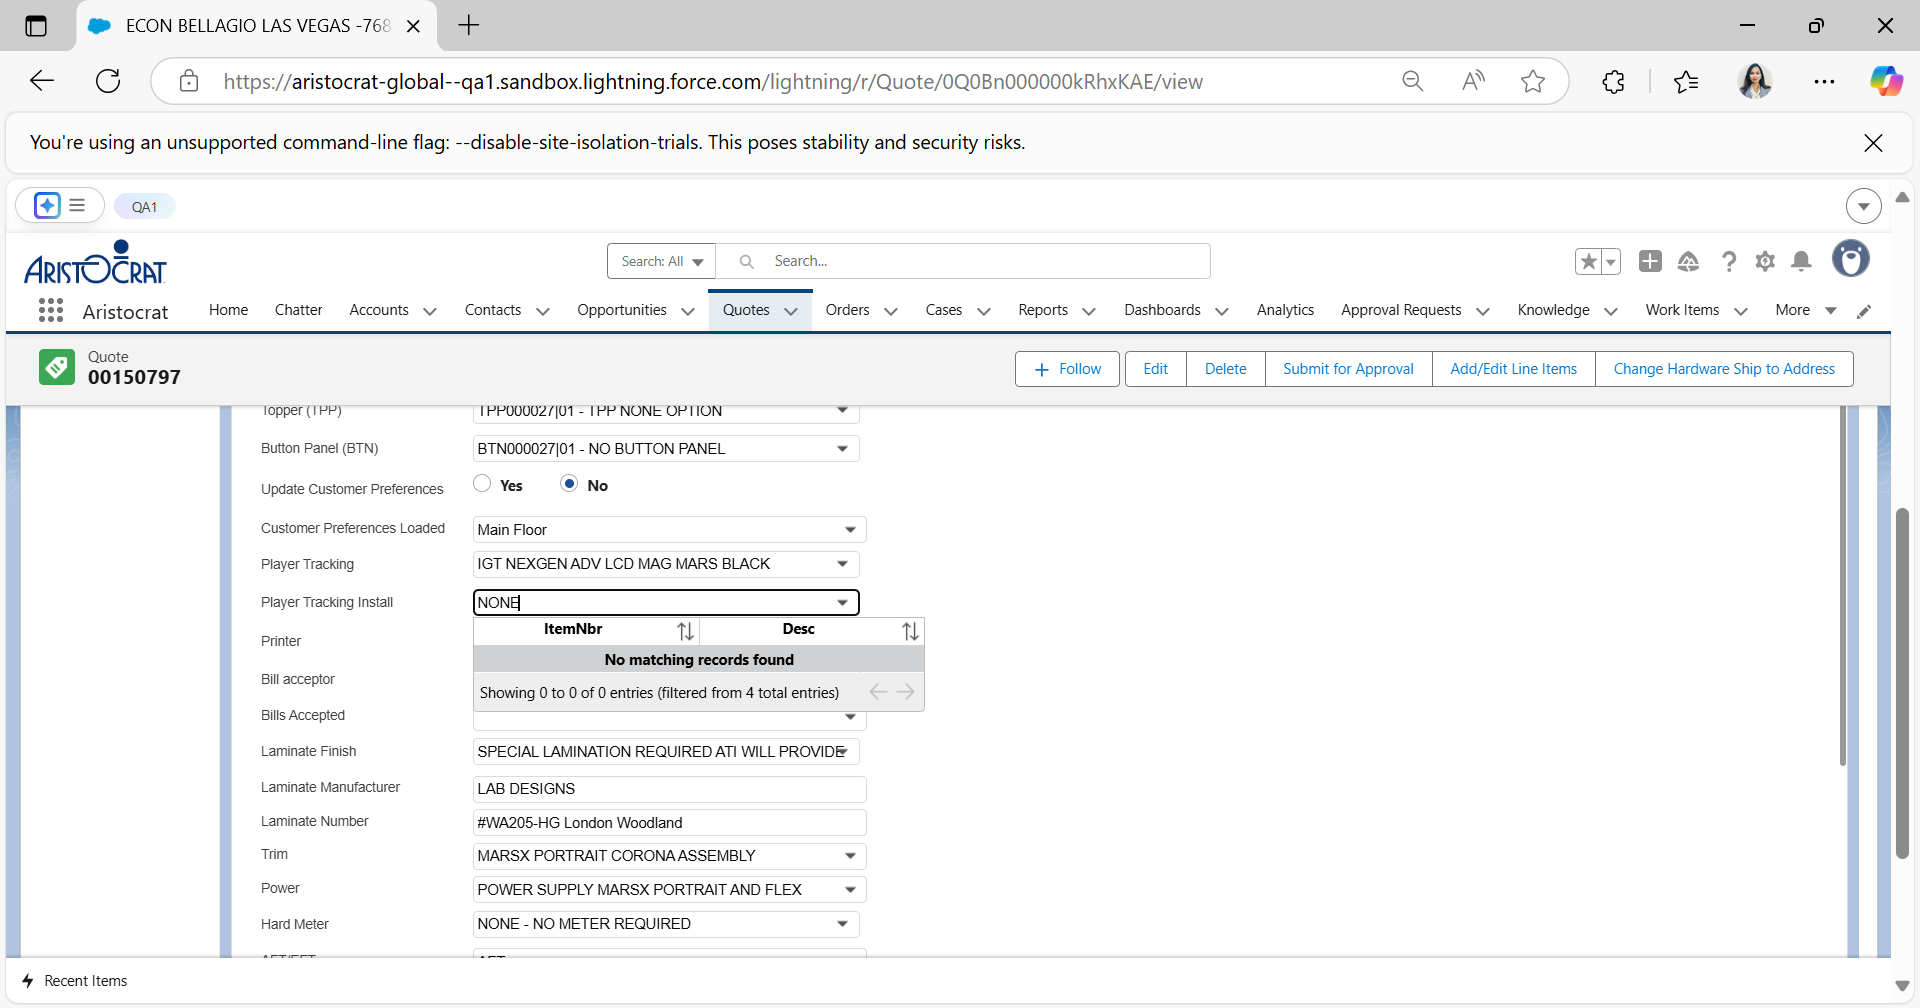 ECON BELLAGIO LAS VEGAS -768
https://aristocrat-global--qa1.sandbox.lightning.force.com/lightning/r/Quote/0Q0Bn000000kRhxKAE/view
You're using an unsupported command-line flag: --disable-site-isolation-trials. This poses stability and security risks.
QA1
ARISTOCRAT
Search: All Search...
Aristocrat Home Chatter Accounts Contacts Opportunities Quotes Orders Cases Reports Dashboards Analytics Approval Requests Knowledge Work Items More
Quote
00150797
Follow Edit Delete Submit for Approval Add/Edit Line Items Change Hardware Ship to Address
Topper (TPP) TPP000027|01 - TPP NONE OPTION
Button Panel (BTN) BTN000027|01 - NO BUTTON PANEL
Update Customer Preferences Yes No
Customer Preferences Loaded Main Floor
Player Tracking IGT NEXGEN ADV LCD MAG MARS BLACK
Player Tracking Install NONE
ItemNbr Desc
Printer
No matching records found
Bill acceptor
Showing 0 to 0 of 0 entries (filtered from 4 total entries)
Bills Accepted
Laminate Finish SPECIAL LAMINATION REQUIRED ATI WILL PROVIDE
Laminate Manufacturer LAB DESIGNS
Laminate Number #WA205-HG London Woodland
Trim MARSX PORTRAIT CORONA ASSEMBLY
Power POWER SUPPLY MARSX PORTRAIT AND FLEX
Hard Meter NONE - NO METER REQUIRED
Recent Items